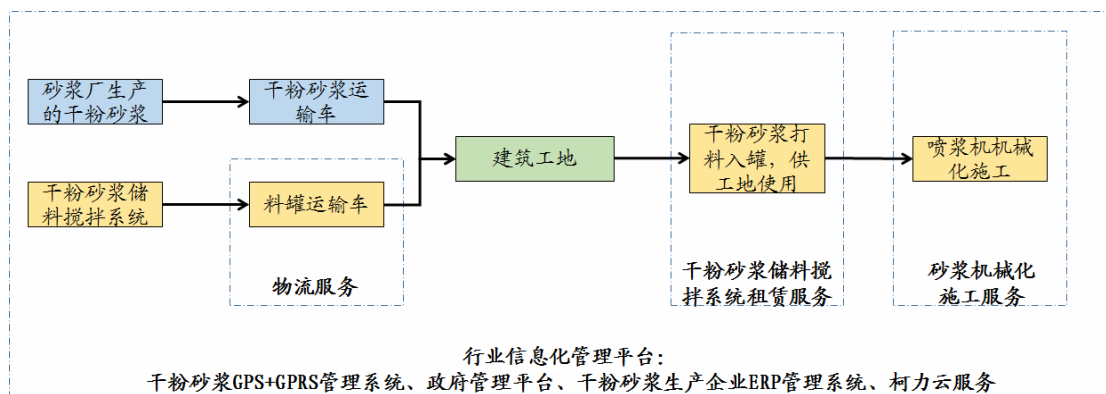 砂浆厂生产
的干粉砂浆
干粉砂浆运
输车
建筑工地
干粉砂浆打
料入罐，供
工地使用
喷浆机机械
化施工
干粉砂浆储
料搅拌系统
料罐运输车
物流服务
干粉砂浆储料搅
拌系统租赁服务
砂浆机械化
施工服务
行业信息化管理平台：
干粉砂浆GPS+GPRS管理系统、政府管理平台、干粉砂浆生产企业ERP管理系统、柯力云服务